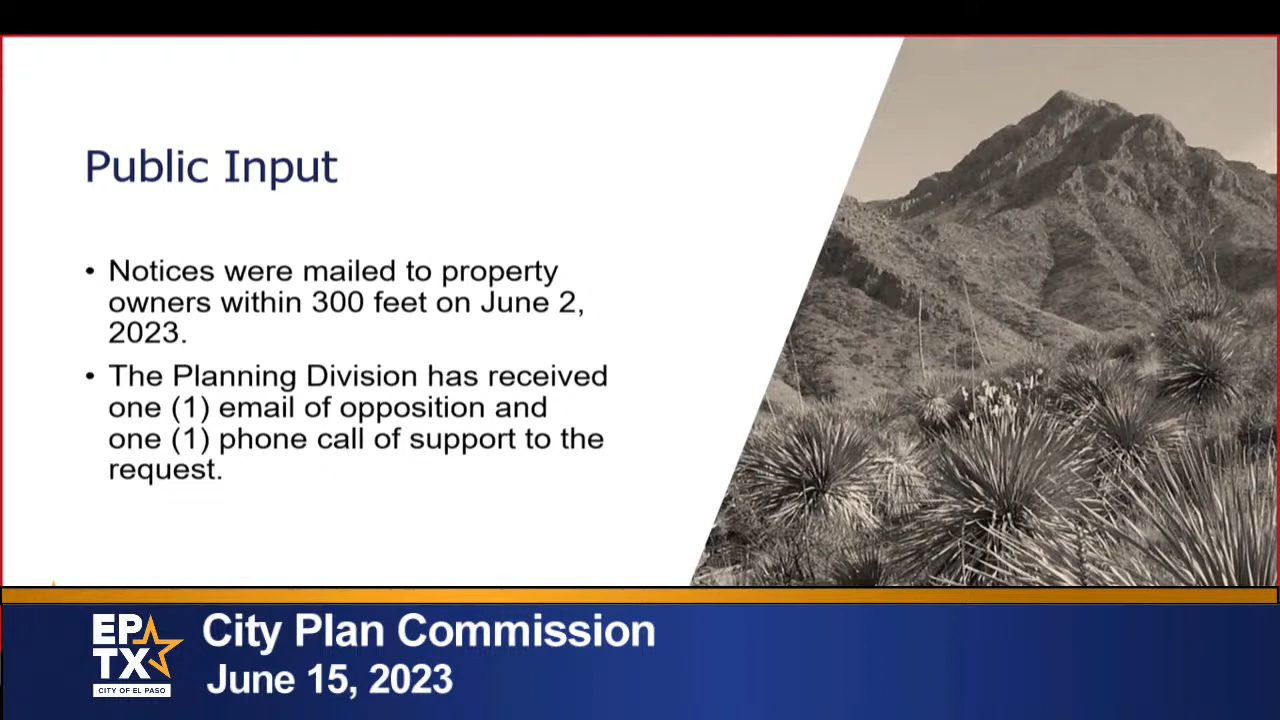 Public Input
• Notices were mailed to property
owners within 300 feet on June 2,
2023.
• The Planning Division has received
one (1) email of opposition and
one (1) phone call of support to the
request.
EP
TX
CITY OF EL PASO
City Plan Commission
June 15, 2023